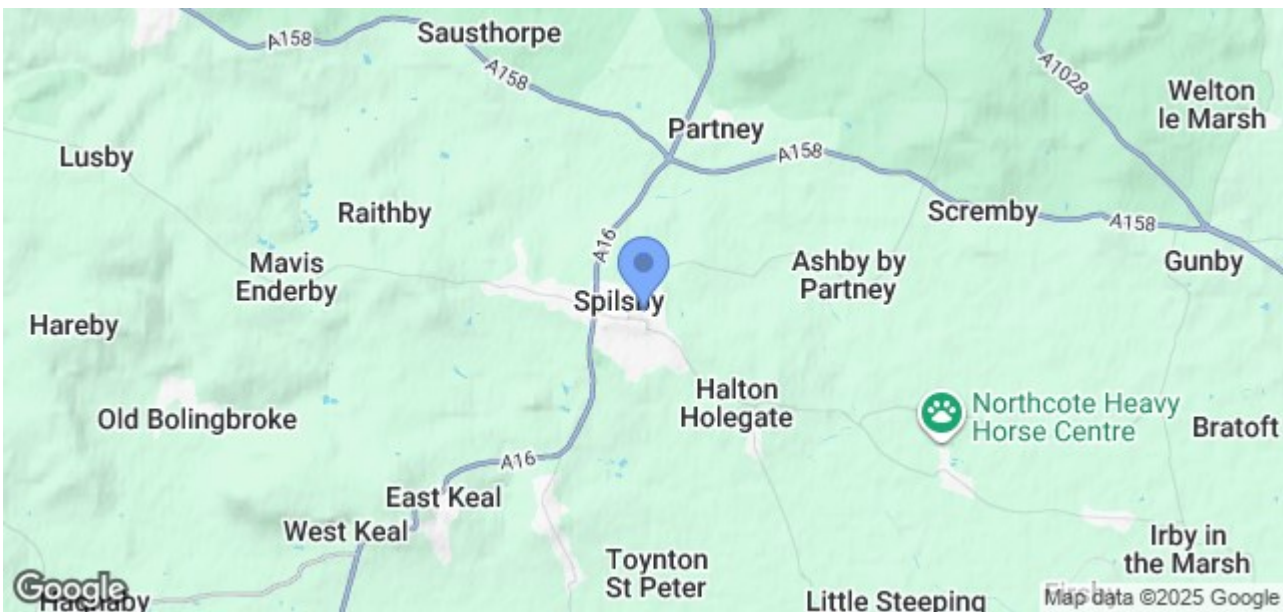 A158
Sausthorpe
A158
A1028
Welton
le Marsh
Partney
A158
Lusby
Raithby
Scremby
A158
A16
Mavis
Enderby
Ashby by
Partney
Gunby
Spilsby
Hareby
Halton
Holegate
Northcote Heavy
Horse Centre
Old Bolingbroke
Bratoft
A16
East Keal
West Keal
Irby in
the Marsh
Toynton
St Peter
Google
Little Steeping
Map data ©2025 Google